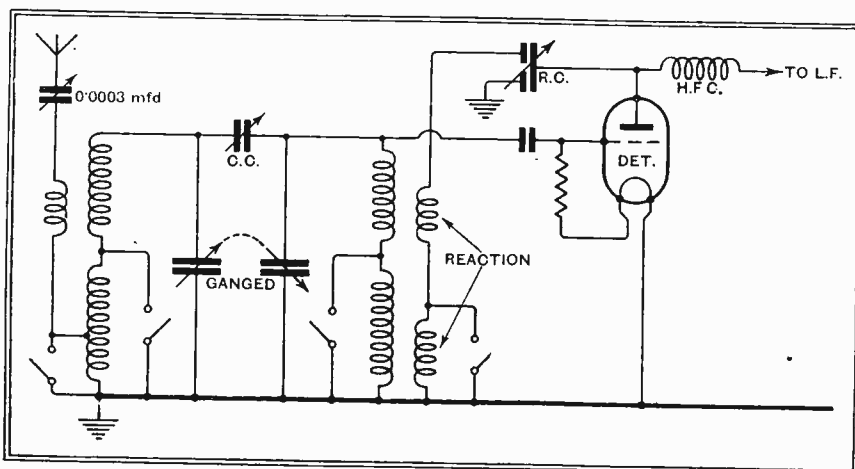 0·0003 mfd
C.C.
GANGED
REACTION
R.C.
H.F.C.
TO L.F.
DET.